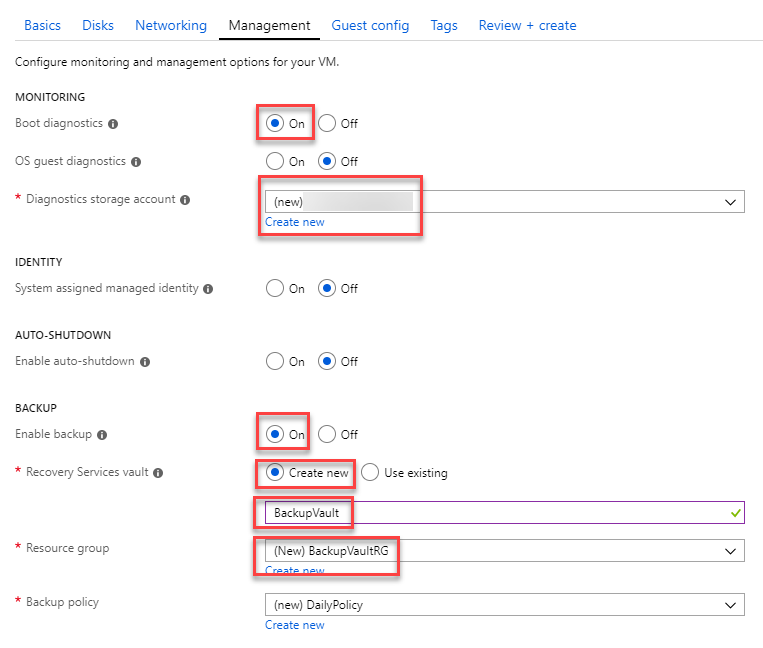 Basics Disks Networking Management Guest config Tags Review + create
Configure monitoring and management options for your VM.
MONITORING
Boot diagnostics On Off
OS guest diagnostics On Off
* Diagnostics storage account (new)
Create new
IDENTITY
System assigned managed identity On Off
AUTO-SHUTDOWN
Enable auto-shutdown On Off
BACKUP
Enable backup On Off
* Recovery Services vault Create new Use existing
BackupVault
* Resource group (New) BackupVaultRG
Create new
* Backup policy (new) DailyPolicy
Create new